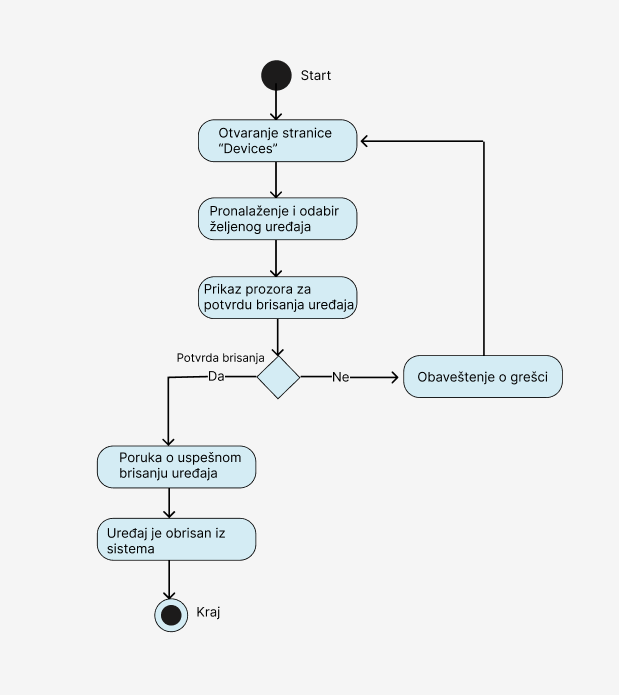 Start
Otvaranje stranice
“Devices”
Pronalaženje i odabir
željenog uređaja
Prikaz prozora za
potvrdu brisanja uređaja
Potvrda brisanja
Da
Ne
Obaveštenje o grešci
Poruka o uspešnom
brisanju uređaja
Uređaj je obrisan iz
sistema
Kraj